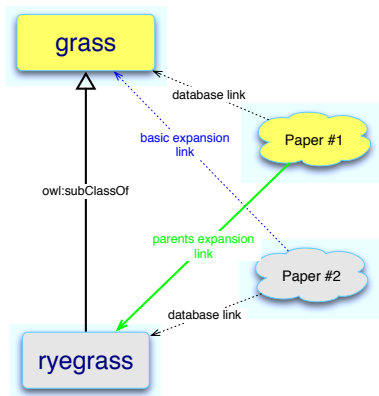 grass
database link
Paper #1
basic expansion
link
owl:subClassOf
parents expansion
link
Paper #2
database link
ryegrass